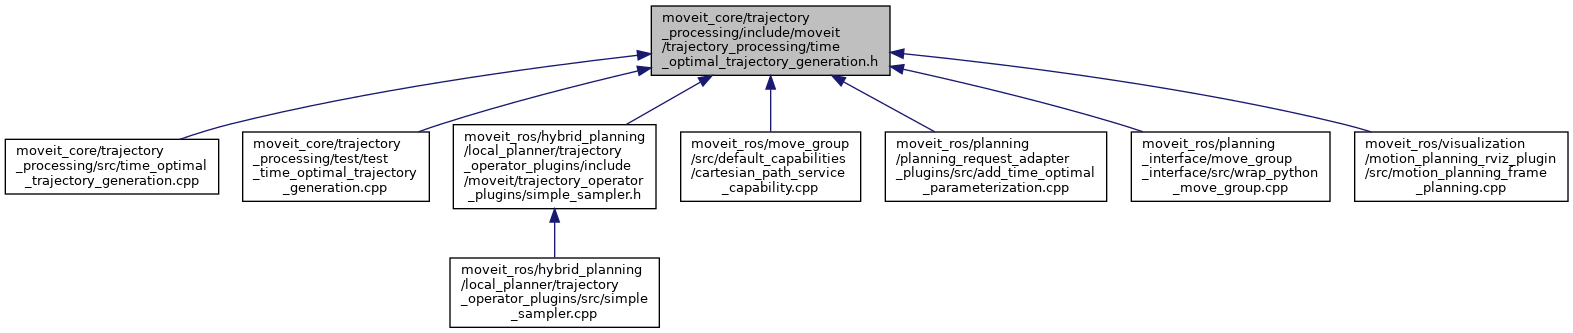 moveit_core/trajectory
_processing/include/moveit
/trajectory_processing/time
_optimal_trajectory_generation.h
moveit_core/trajectory
_processing/src/time_optimal
_trajectory_generation.cpp
moveit_core/trajectory
_processing/test/test
_time_optimal_trajectory
_generation.cpp
moveit_ros/hybrid_planning
/local_planner/trajectory
_operator_plugins/include
/moveit/trajectory_operator
_plugins/simple_sampler.h
moveit_ros/move_group
/src/default_capabilities
/cartesian_path_service
_capability.cpp
moveit_ros/planning
/planning_request_adapter
_plugins/src/add_time_optimal
_parameterization.cpp
moveit_ros/planning
_interface/move_group
_interface/src/wrap_python
_move_group.cpp
moveit_ros/visualization
/motion_planning_rviz_plugin
/src/motion_planning_frame
_planning.cpp
moveit_ros/hybrid_planning
/local_planner/trajectory
_operator_plugins/src/simple
_sampler.cpp